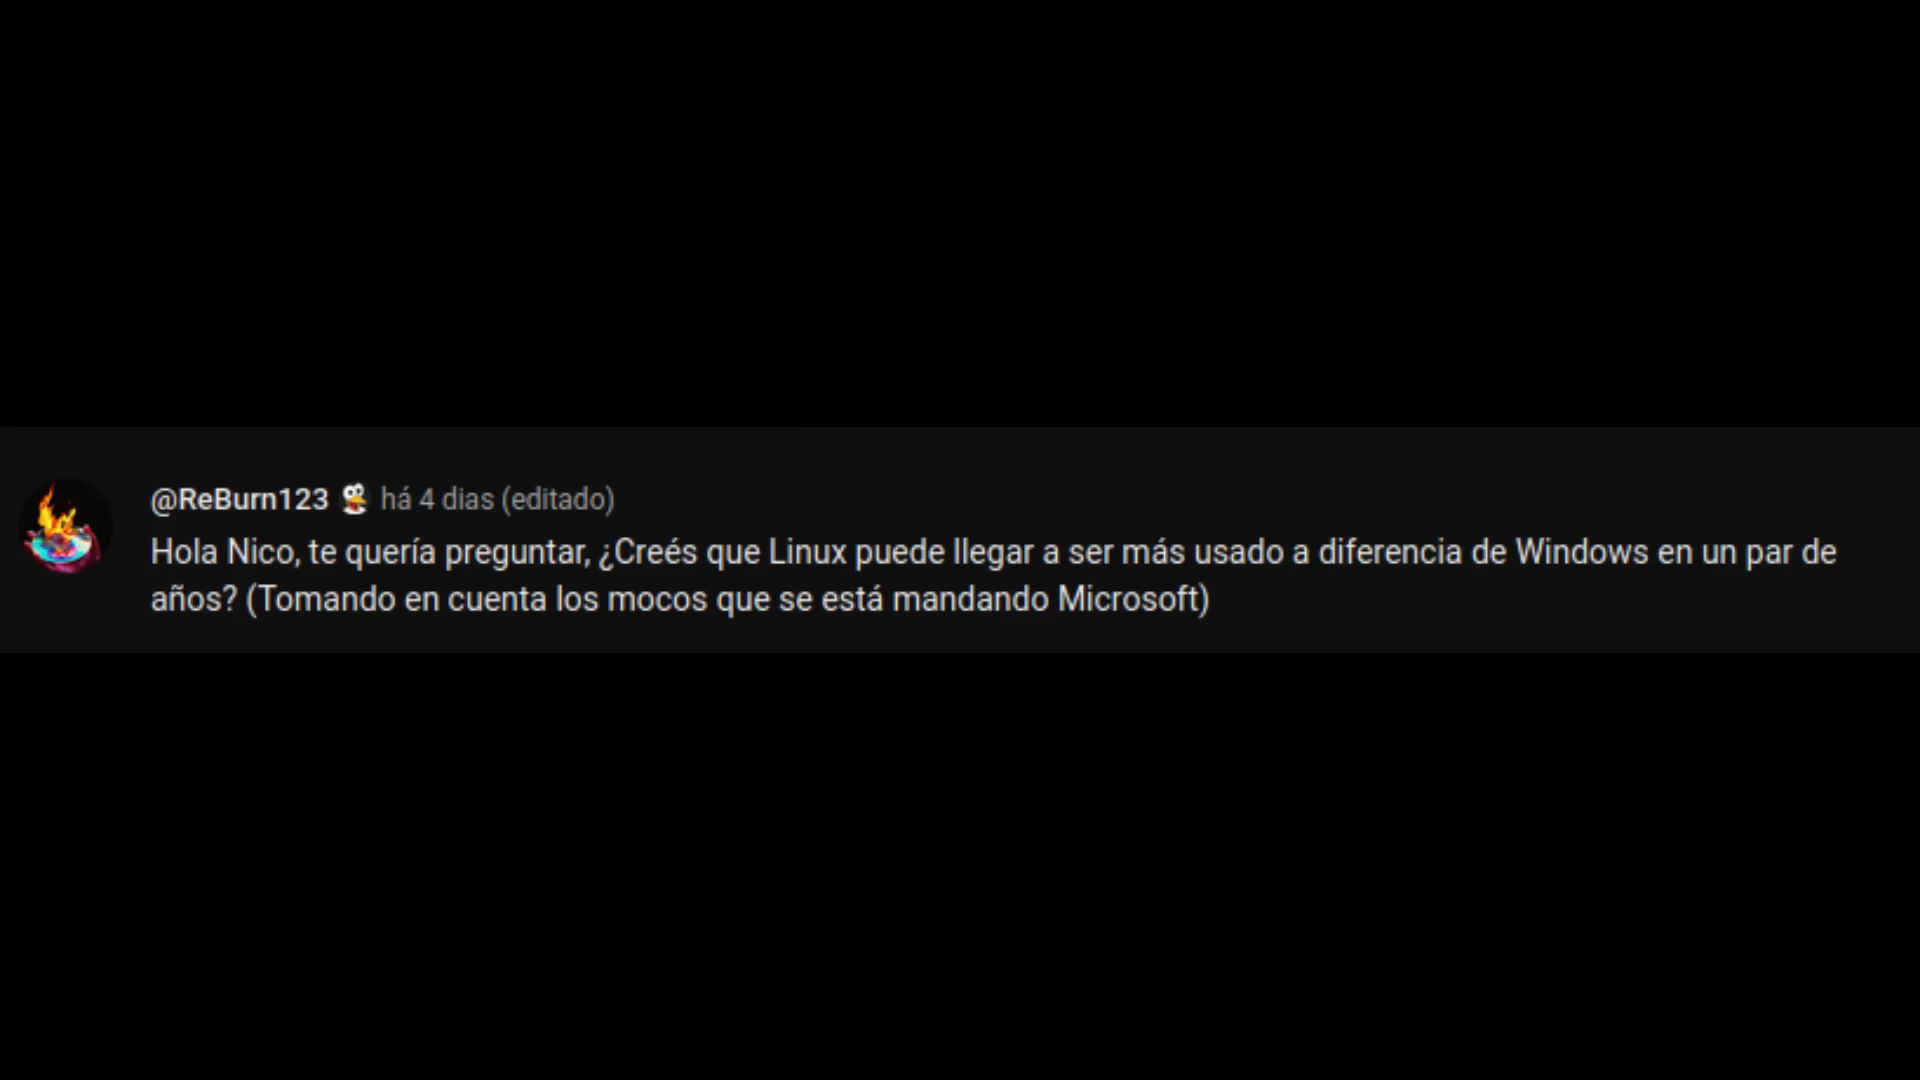 @ReBurn123 há 4 dias (editado)
Hola Nico, te quería preguntar, ¿Creés que Linux puede llegar a ser más usado a diferencia de Windows en un par de
años? (Tomando en cuenta los mocos que se está mandando Microsoft)